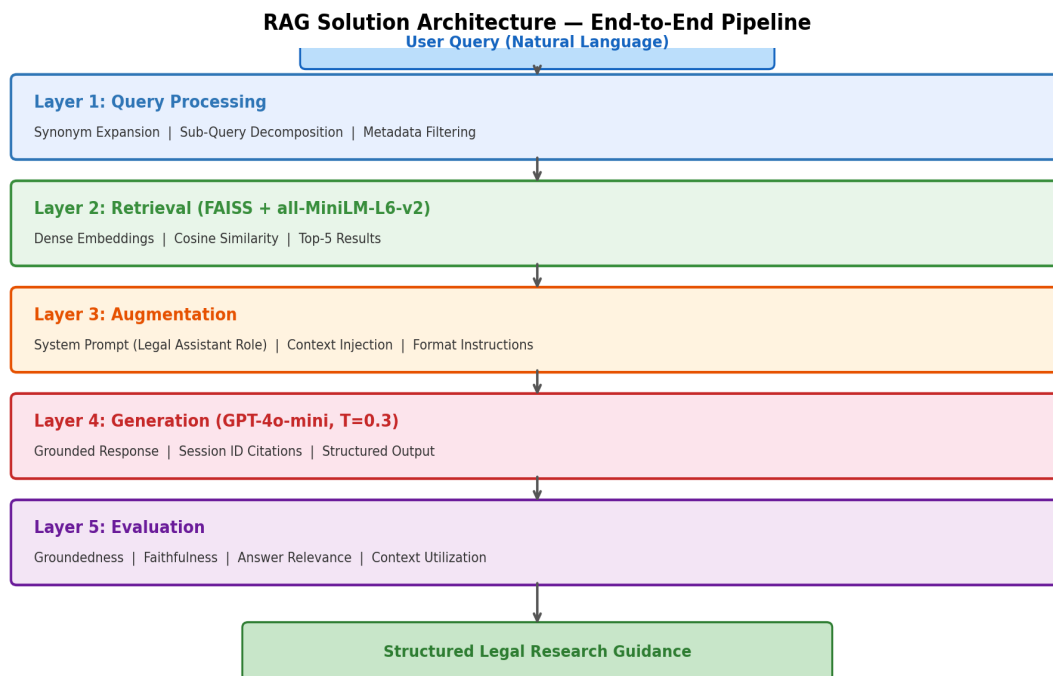 RAG Solution Architecture — End-to-End Pipeline
User Query (Natural Language)
Layer 1: Query Processing
Synonym Expansion | Sub-Query Decomposition | Metadata Filtering
Layer 2: Retrieval (FAISS + all-MiniLM-L6-v2)
Dense Embeddings | Cosine Similarity | Top-5 Results
Layer 3: Augmentation
System Prompt (Legal Assistant Role) | Context Injection | Format Instructions
Layer 4: Generation (GPT-4o-mini, T=0.3)
Grounded Response | Session ID Citations | Structured Output
Layer 5: Evaluation
Groundedness | Faithfulness | Answer Relevance | Context Utilization
Structured Legal Research Guidance